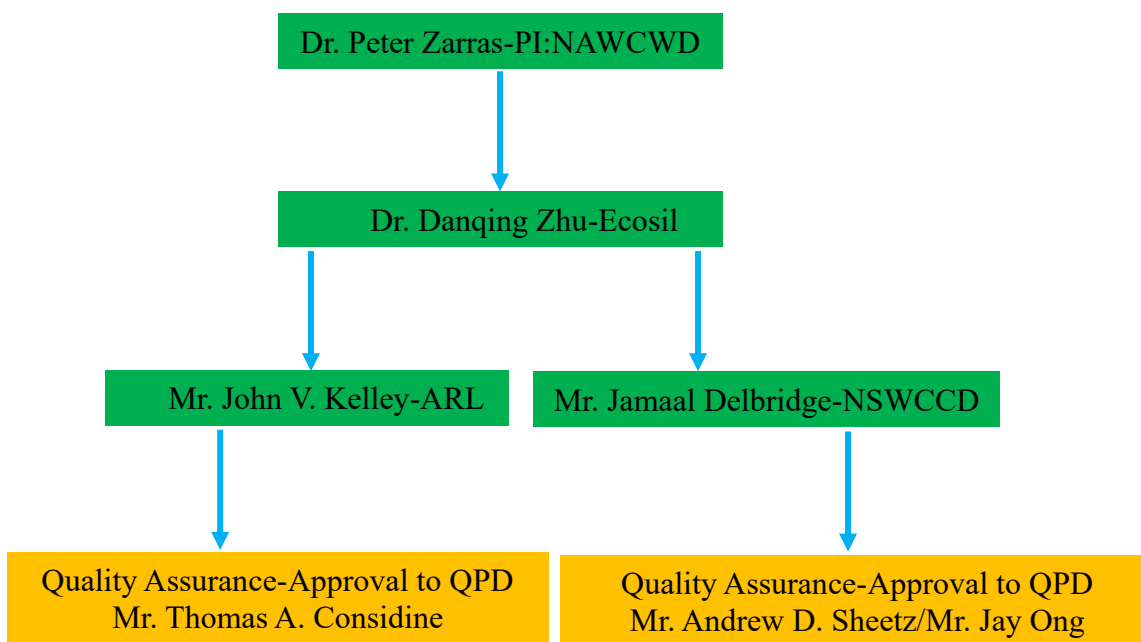 Dr. Peter Zarras-PI:NAWCWD
Dr. Danqing Zhu-Ecosil
Mr. John V. Kelley-ARL
Mr. Jamaal Delbridge-NSWCCD
Quality Assurance-Approval to QPD
Mr. Thomas A. Considine
Quality Assurance-Approval to QPD
Mr. Andrew D. Sheetz/Mr. Jay Ong